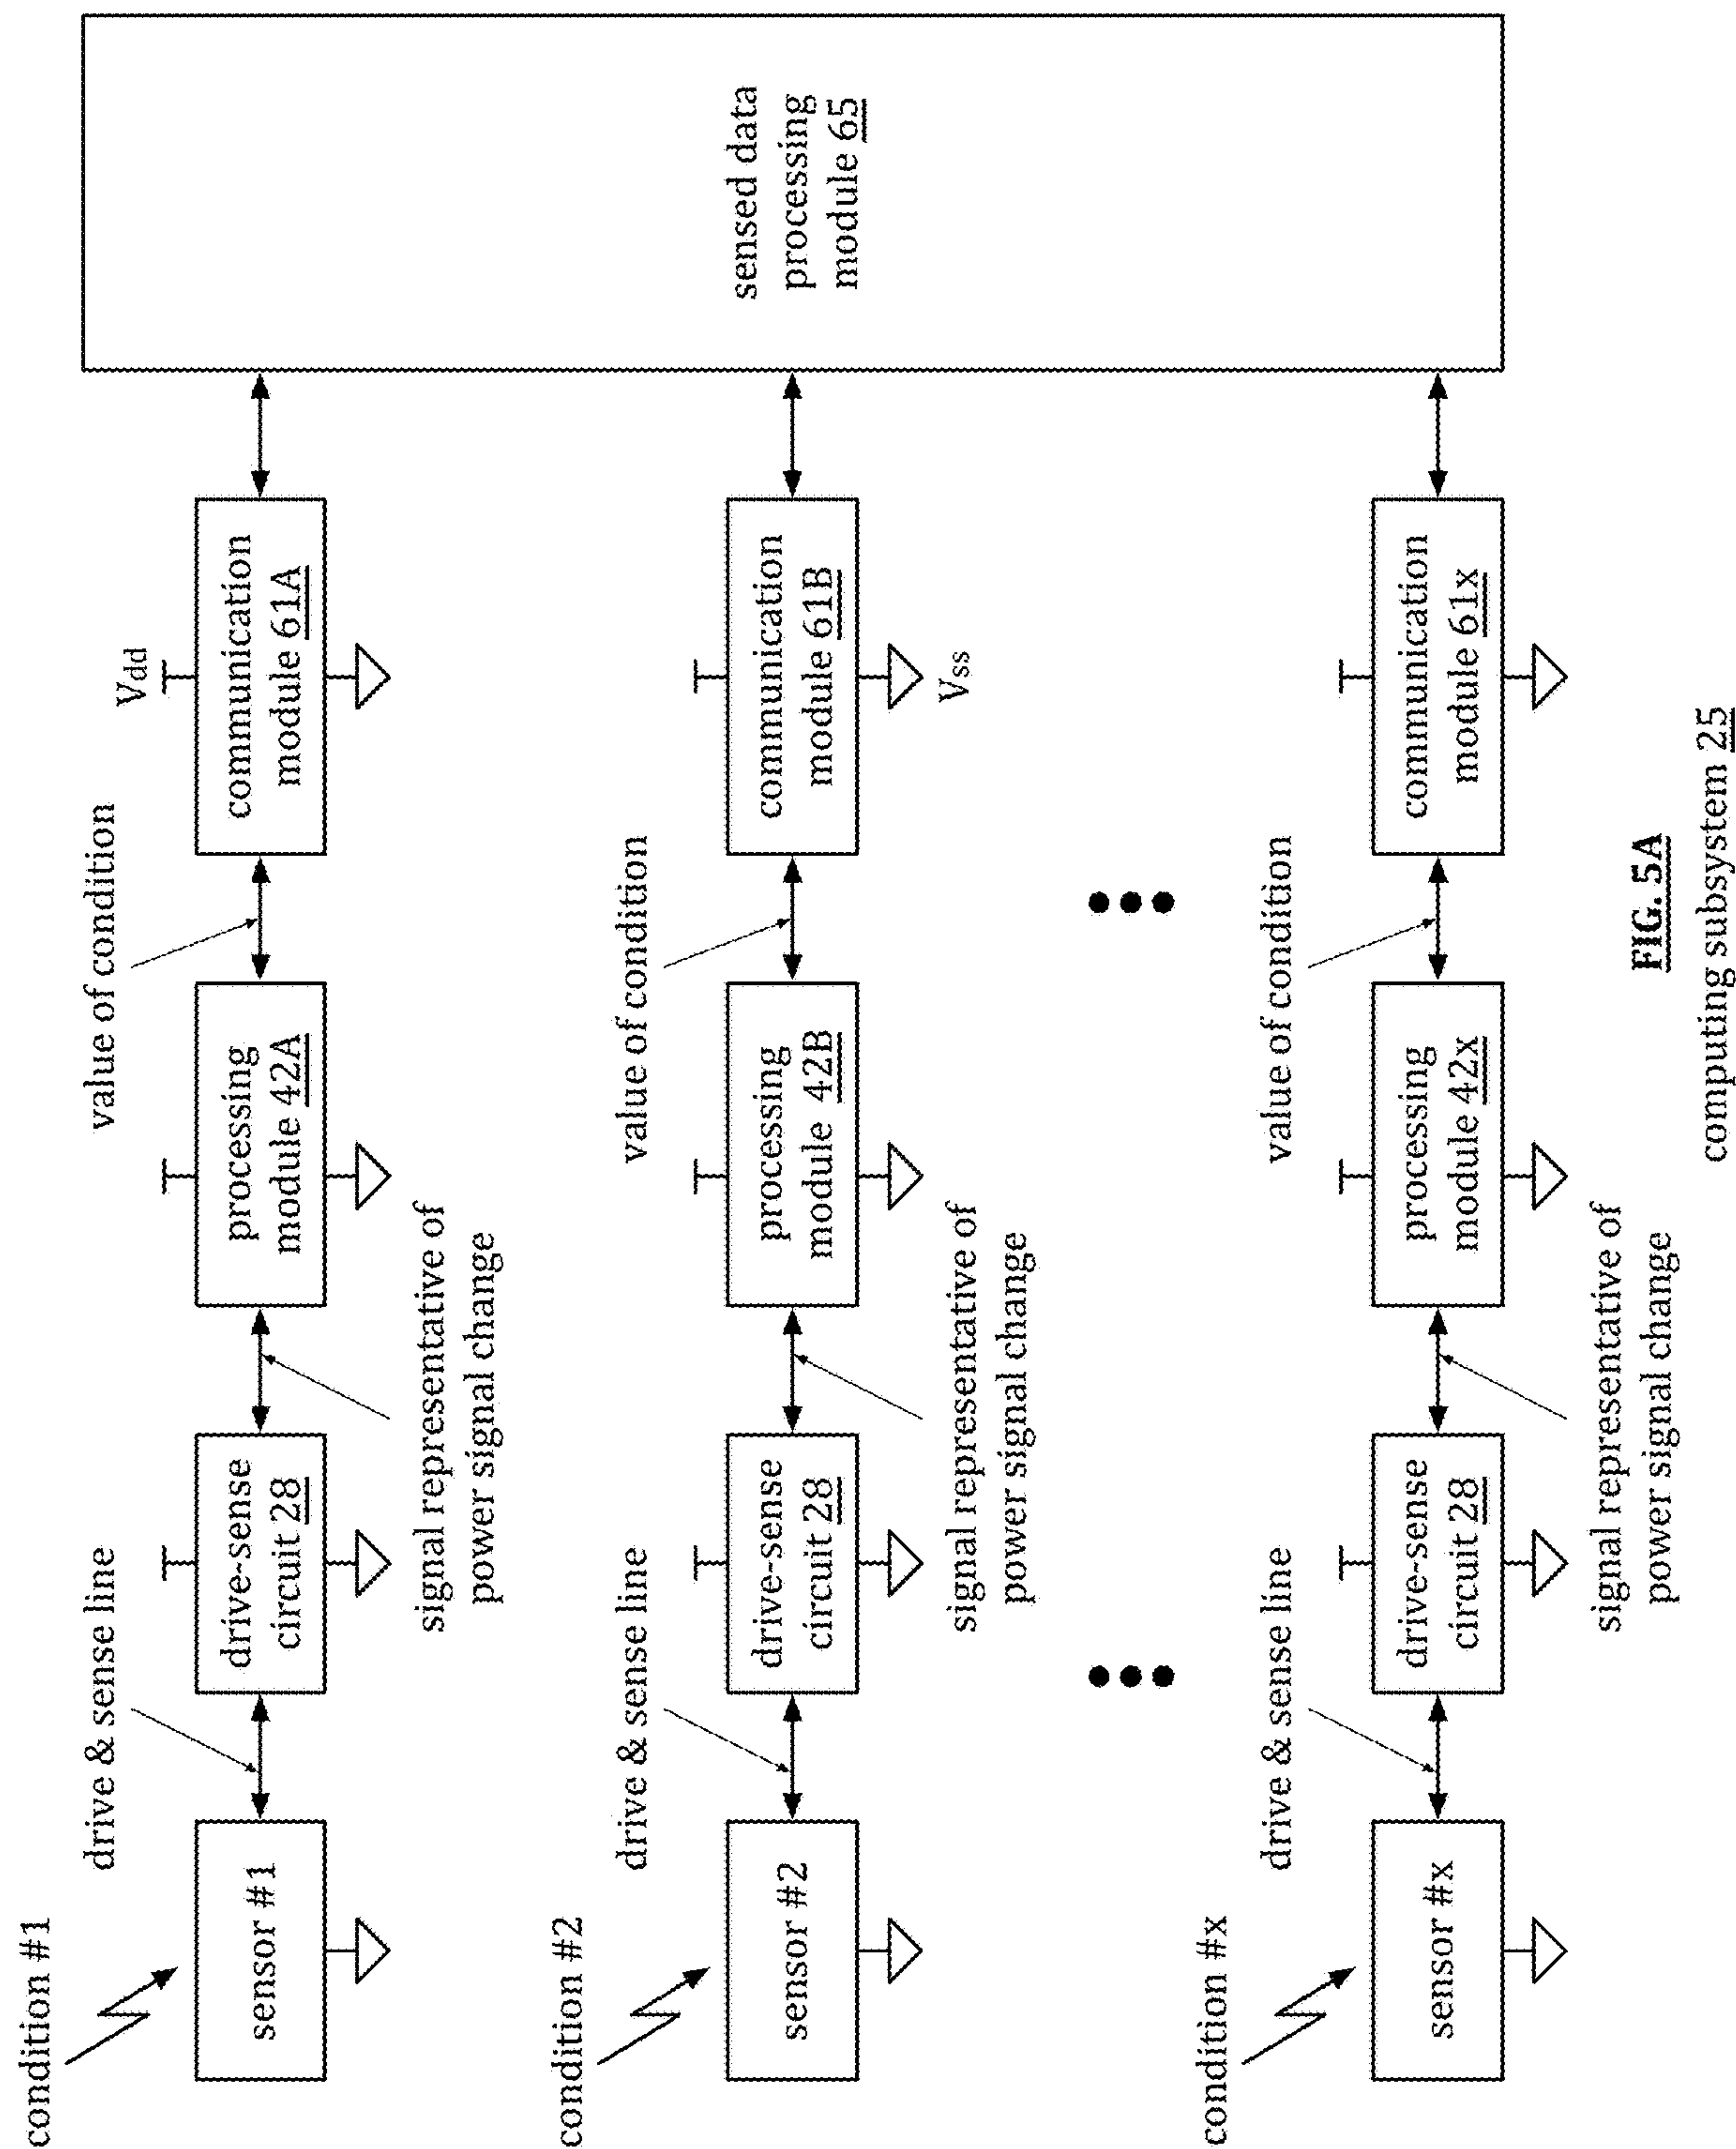 condition #1
sensor #1
drive & sense line
drive-sense
circuit 28
signal representative of
power signal change
processing
module 42A
value of condition
Vdd
communication
module 61A
condition #2
sensor #2
drive & sense line
drive-sense
circuit 28
signal representative of
power signal change
processing
module 42B
value of condition
communication
module 61B
Vss
condition #x
sensor #x
drive & sense line
drive-sense
circuit 28
signal representative of
power signal change
processing
module 42x
value of condition
communication
module 61x
sensed data
processing
module 65
FIG. 5A
computing subsystem 25